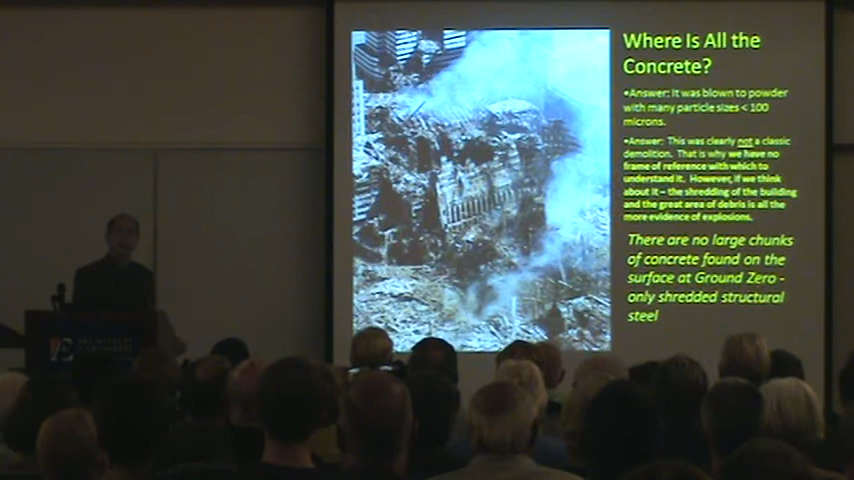 Where Is All the
Concrete?
•Answer: It was blown to powder
with many particle sizes < 100
microns.
•Answer: This was clearly not a classic
demolition. That is why we have no
frame of reference with which to
understand it. However, if we think
about it – the shredding of the building
and the great area of debris is all the
more evidence of explosions.
There are no large chunks
of concrete found on the
surface at Ground Zero -
only shredded structural
steel